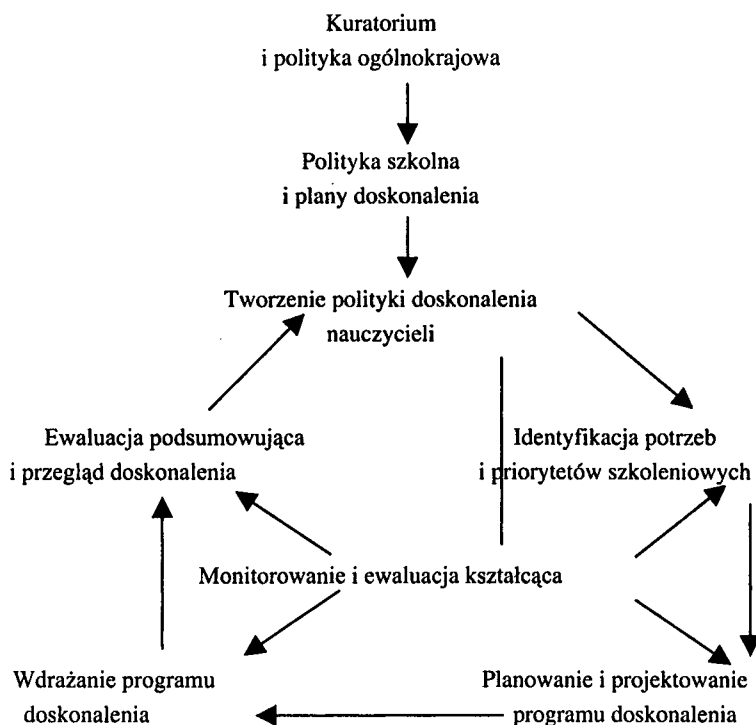 Kuratorium
i polityka ogólnokrajowa
Polityka szkolna
i plany doskonalenia
Tworzenie polityki doskonalenia
nauczycieli
Ewaluacja podsumowująca
i przegląd doskonalenia
Identyfikacja potrzeb
i priorytetów szkoleniowych
Monitorowanie i ewaluacja kształcąca
Wdrażanie programu
doskonalenia
Planowanie i projektowanie
programu doskonalenia